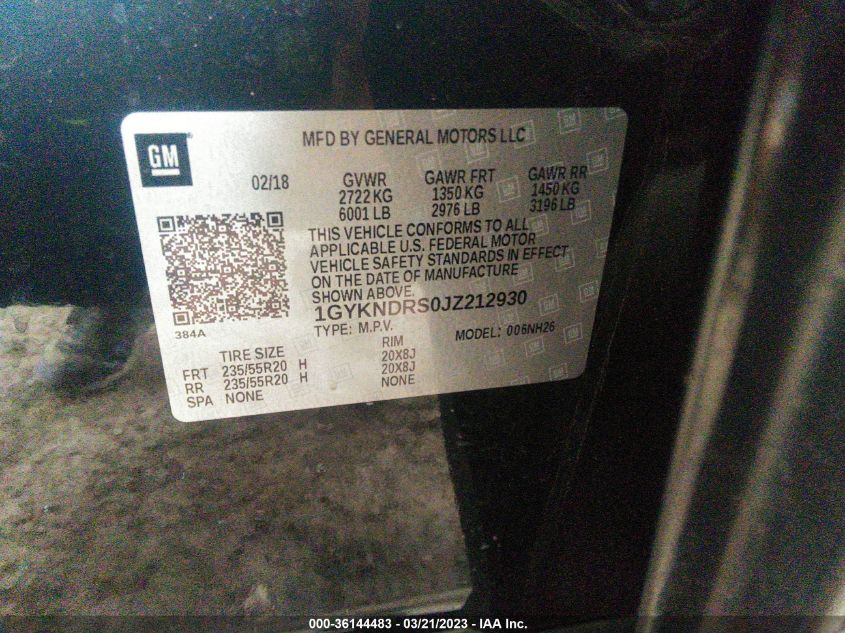 GM
MFD BY GENERAL MOTORS LLC
02/18
GVWR GAWR FRT GAWR RR
2722 KG 1350 KG 1450 KG
6001 LB 2976 LB 3196 LB
THIS VEHICLE CONFORMS TO ALL
APPLICABLE U.S. FEDERAL MOTOR
VEHICLE SAFETY STANDARDS IN EFFECT
ON THE DATE OF MANUFACTURE
SHOWN ABOVE.
1GYKNDRS0JZ212930
TYPE: M.P.V. MODEL: 006NH26
384A
TIRE SIZE RIM
FRT 235/55R20 H 20X8J
RR 235/55R20 H 20X8J
SPA NONE NONE
000-36144483 - 03/21/2023 - IAA Inc.